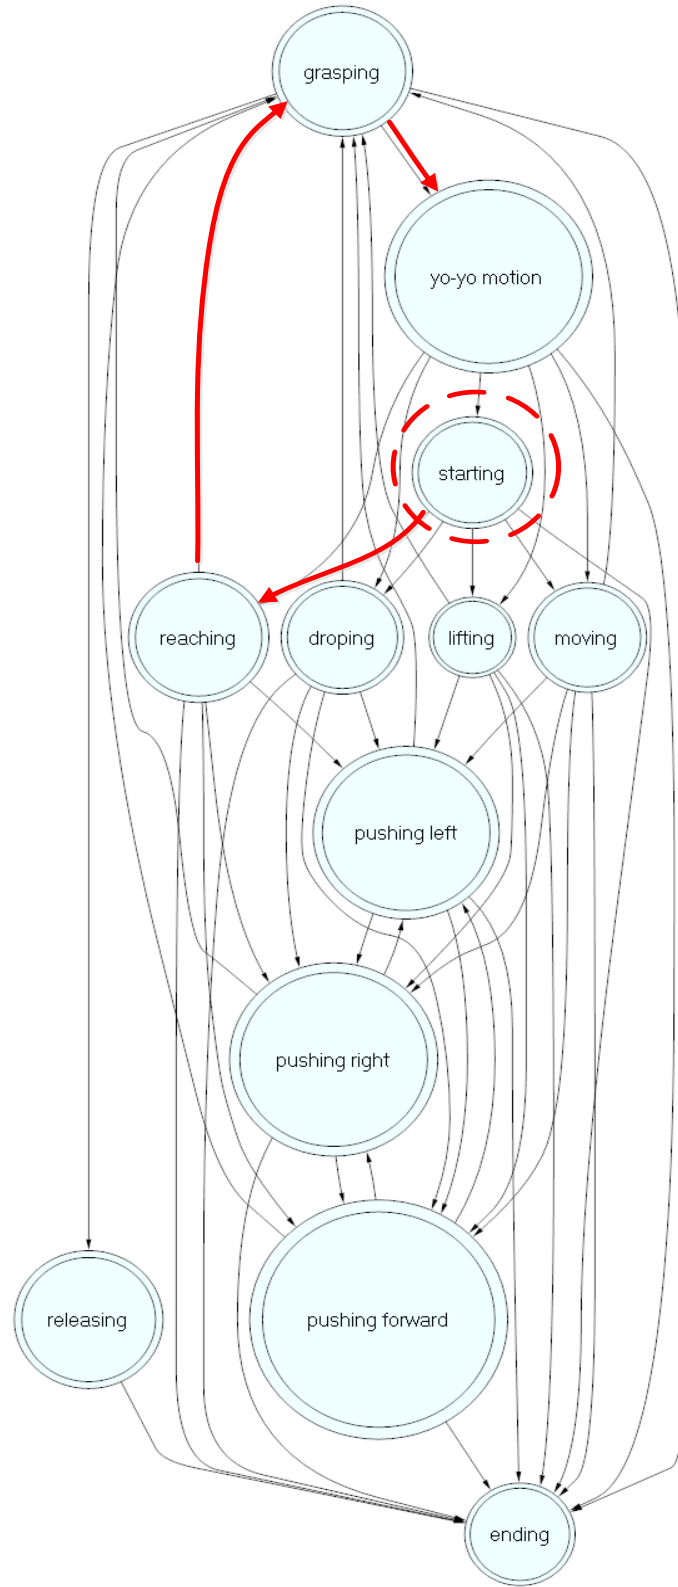 grasping
yo-yo motion
starting
reaching
droping
lifting
moving
pushing left
pushing right
releasing
pushing forward
ending